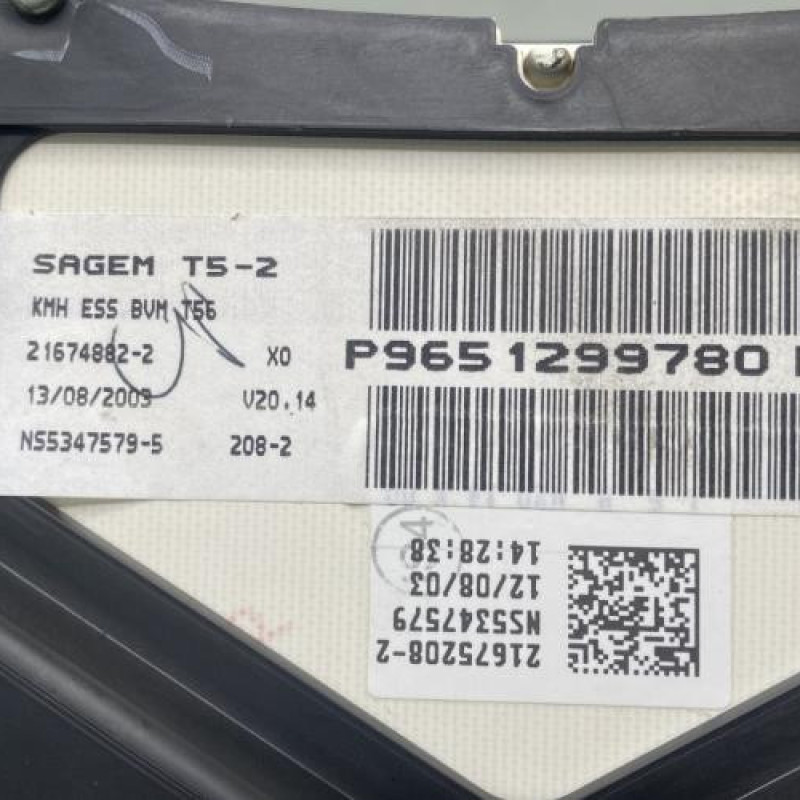 SAGEM T5-2
KMH ESS BVM T56
21674882-2 X0
13/08/2003 V20.14
NS5347579-5 208-2
P9651299780
21675208-2
NS5347579
12/08/03
14:28:38